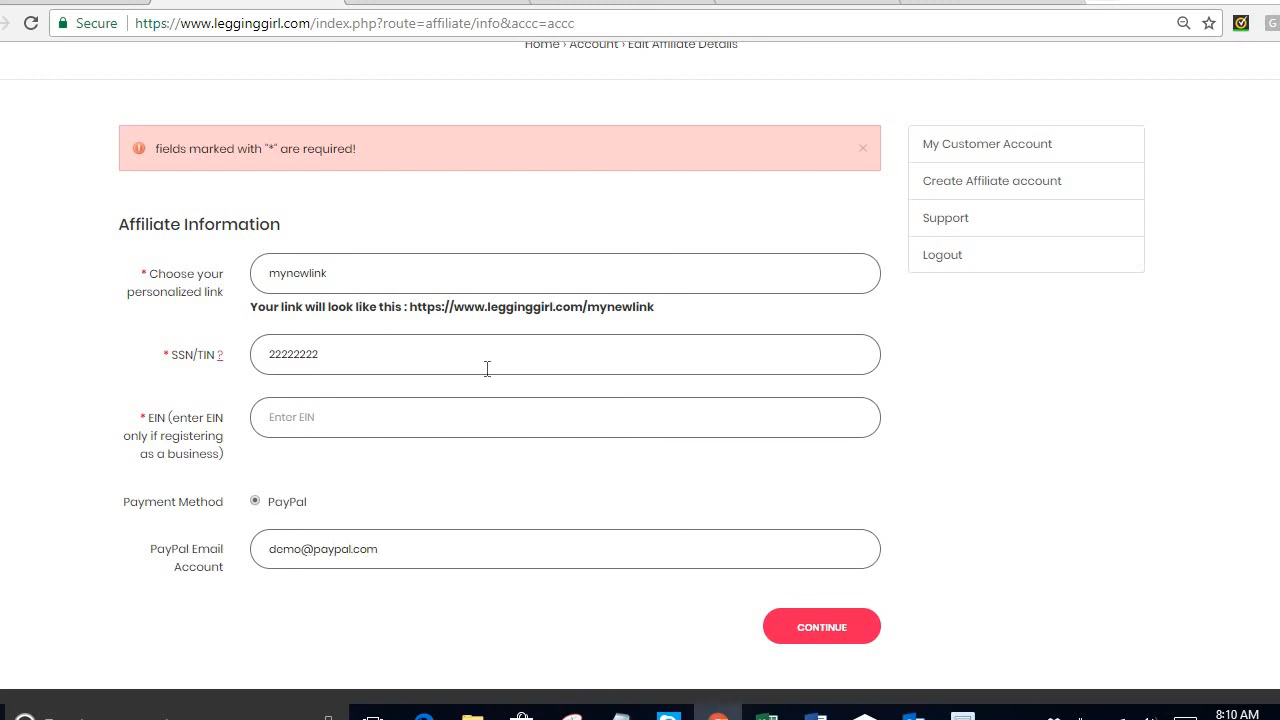 Secure
https://www.legginggirl.com/index.php?route=affiliate/info&accc=accc
Home › Account › Edit Affiliate Details
fields marked with "*" are required!
×
My Customer Account
Create Affiliate account
Support
Logout
Affiliate Information
* Choose your
personalized link
mynewlink
Your link will look like this : https://www.legginggirl.com/mynewlink
* SSN/TIN ?
22222222
* EIN (enter EIN
only if registering
as a business)
Enter EIN
Payment Method
PayPal
PayPal Email
Account
demo@paypal.com
CONTINUE
8:10 AM